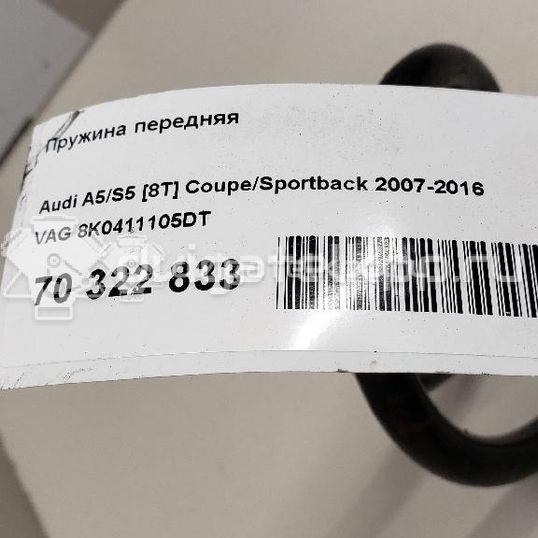 Пружина передняя
Audi A5/S5 [8T] Coupe/Sportback 2007-2016
VAG 8K0411105DT
70 322 833